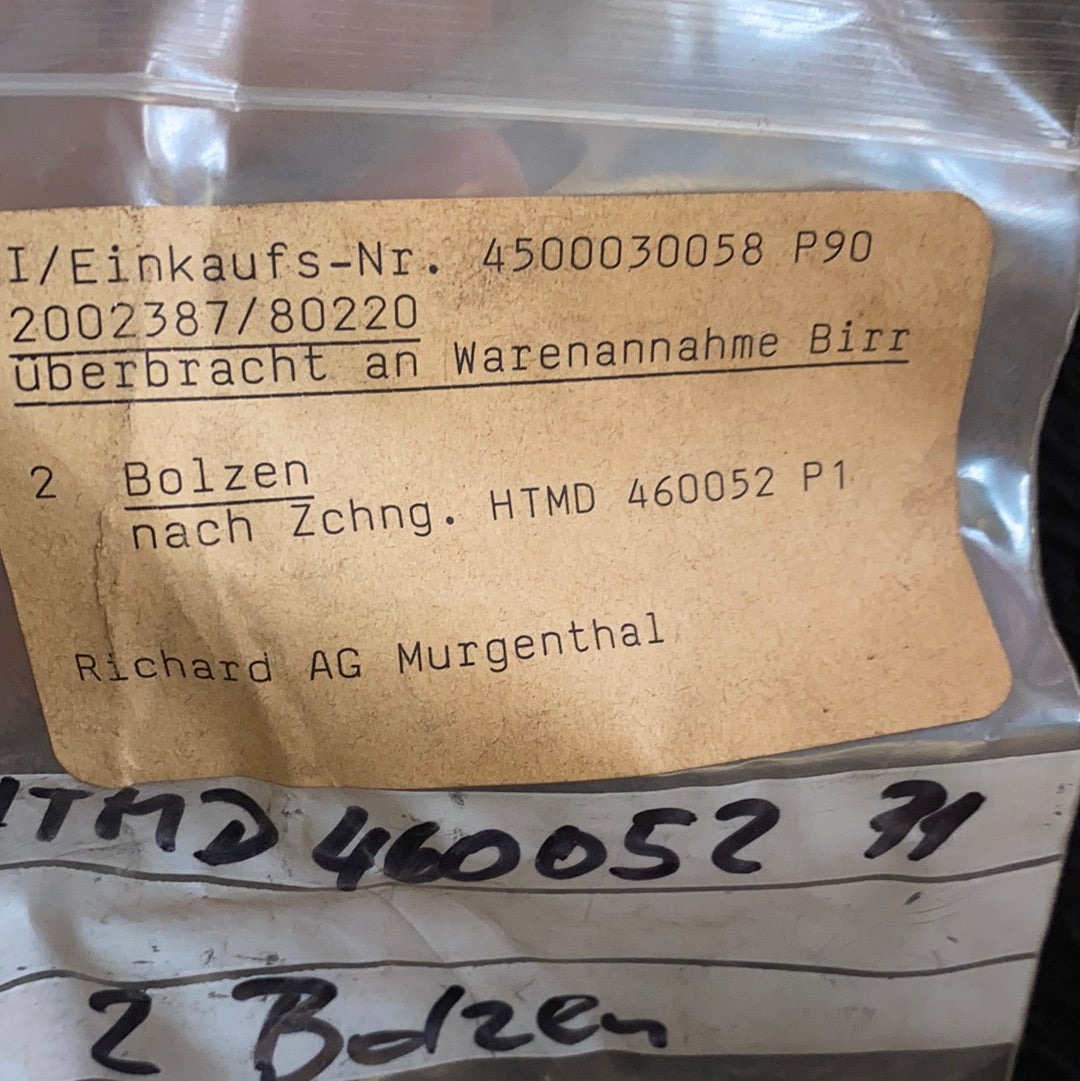 I/Einkaufs-Nr. 4500030058 P90
2002387/80220
überbracht an Warenannahme Birr
2 Bolzen
nach Zchng. HTMD 460052 P1
Richard AG Murgenthal
HTMD 460052
2 Bolzen